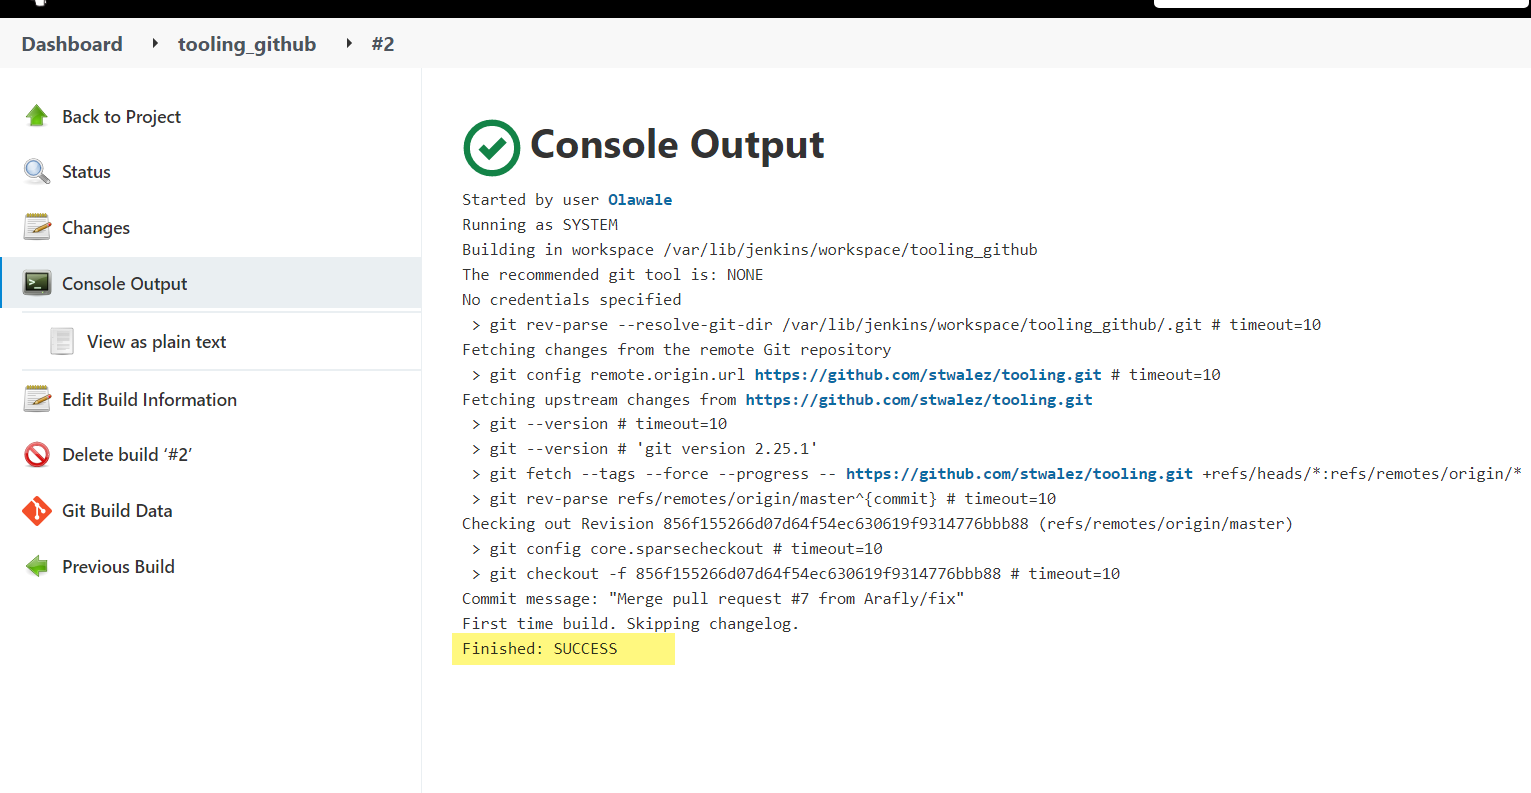 Dashboard
tooling_github
#2
Back to Project
Status
Changes
Console Output
View as plain text
Edit Build Information
Delete build ‘#2’
Git Build Data
Previous Build
Console Output
Started by user Olawale
Running as SYSTEM
Building in workspace /var/lib/jenkins/workspace/tooling_github
The recommended git tool is: NONE
No credentials specified
> git rev-parse --resolve-git-dir /var/lib/jenkins/workspace/tooling_github/.git # timeout=10
Fetching changes from the remote Git repository
> git config remote.origin.url https://github.com/stwalez/tooling.git # timeout=10
Fetching upstream changes from https://github.com/stwalez/tooling.git
> git --version # timeout=10
> git --version # 'git version 2.25.1'
> git fetch --tags --force --progress -- https://github.com/stwalez/tooling.git +refs/heads/*:refs/remotes/origin/*
> git rev-parse refs/remotes/origin/master^{commit} # timeout=10
Checking out Revision 856f155266d07d64f54ec630619f9314776bbb88 (refs/remotes/origin/master)
> git config core.sparsecheckout # timeout=10
> git checkout -f 856f155266d07d64f54ec630619f9314776bbb88 # timeout=10
Commit message: "Merge pull request #7 from Arafly/fix"
First time build. Skipping changelog.
Finished: SUCCESS